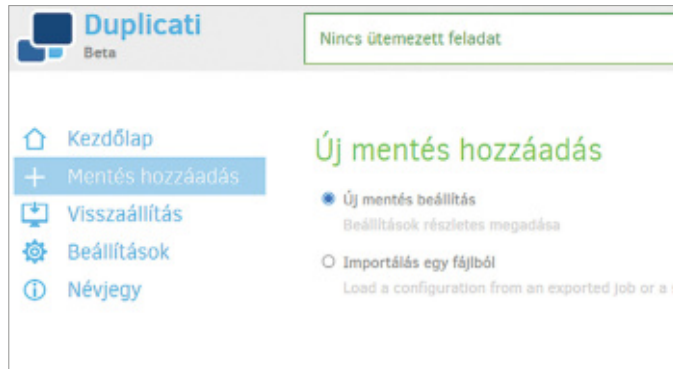 Duplicati
Beta
Nincs ütemezett feladat
Kezdőlap
Mentés hozzáadás
Visszaállítás
Beállítások
Névjegy
Új mentés hozzáadás
Új mentés beállítás
Beállítások részletes megadása
Importálás egy fájlból
Load a configuration from an exported job or a